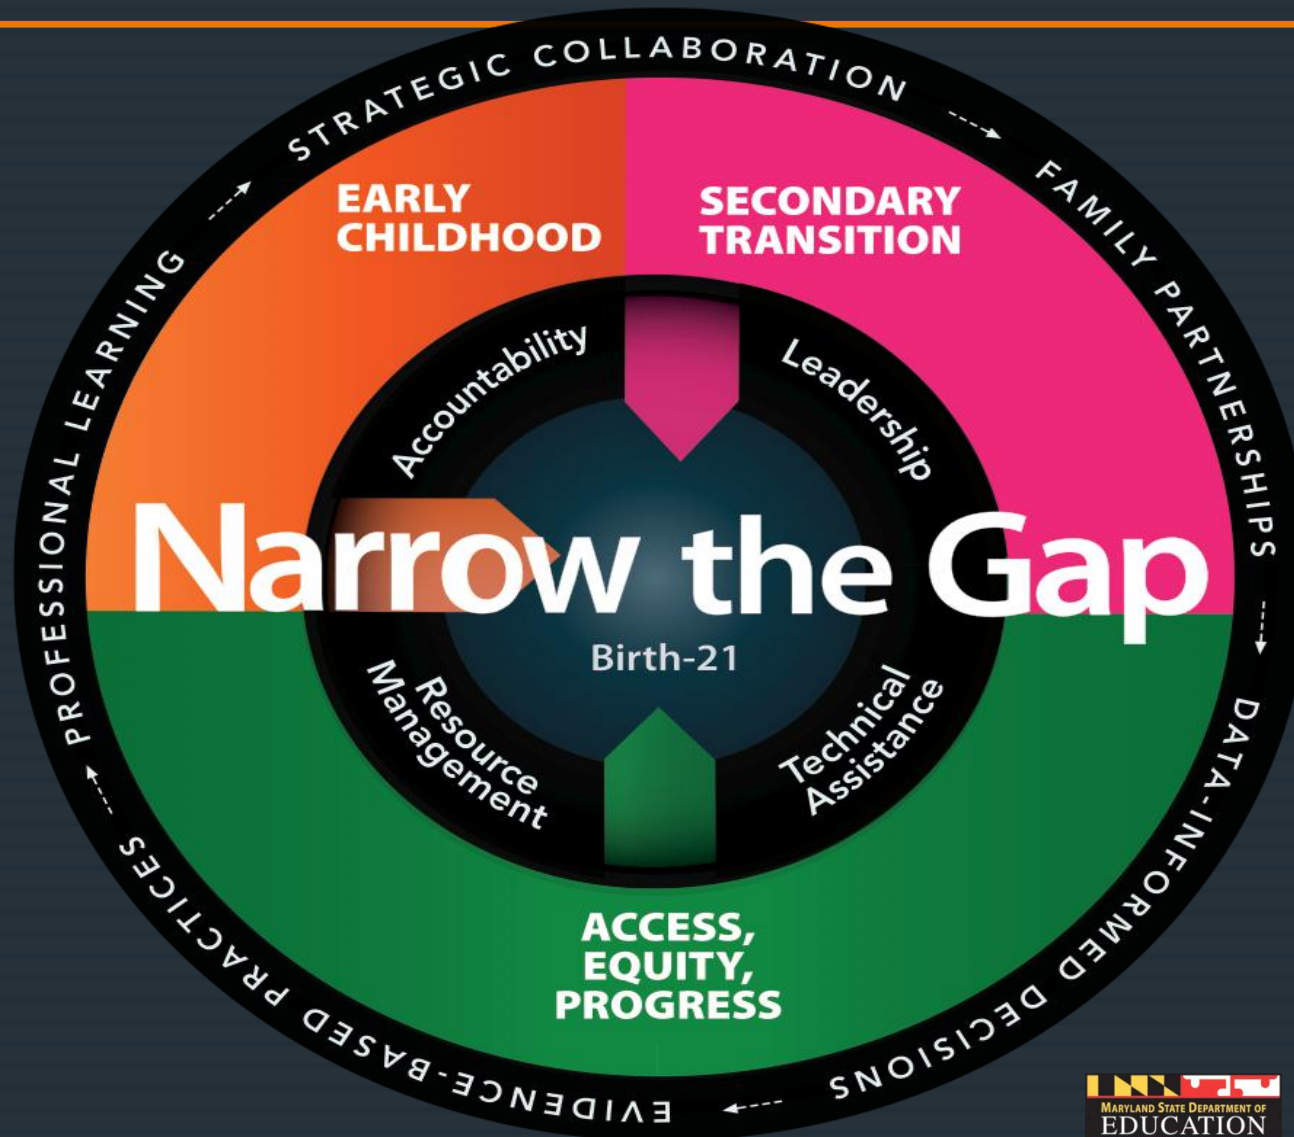 STRATEGIC COLLABORATION
FAMILY PARTNERSHIPS
DATA-INFORMED DECISIONS
EVIDENCE-BASED PRACTICES
PROFESSIONAL LEARNING
EARLY
CHILDHOOD
SECONDARY
TRANSITION
Accountability
Leadership
Narrow the Gap
Birth-21
Resource
Management
Technical
Assistance
ACCESS,
EQUITY,
PROGRESS
MARYLAND STATE DEPARTMENT OF
EDUCATION